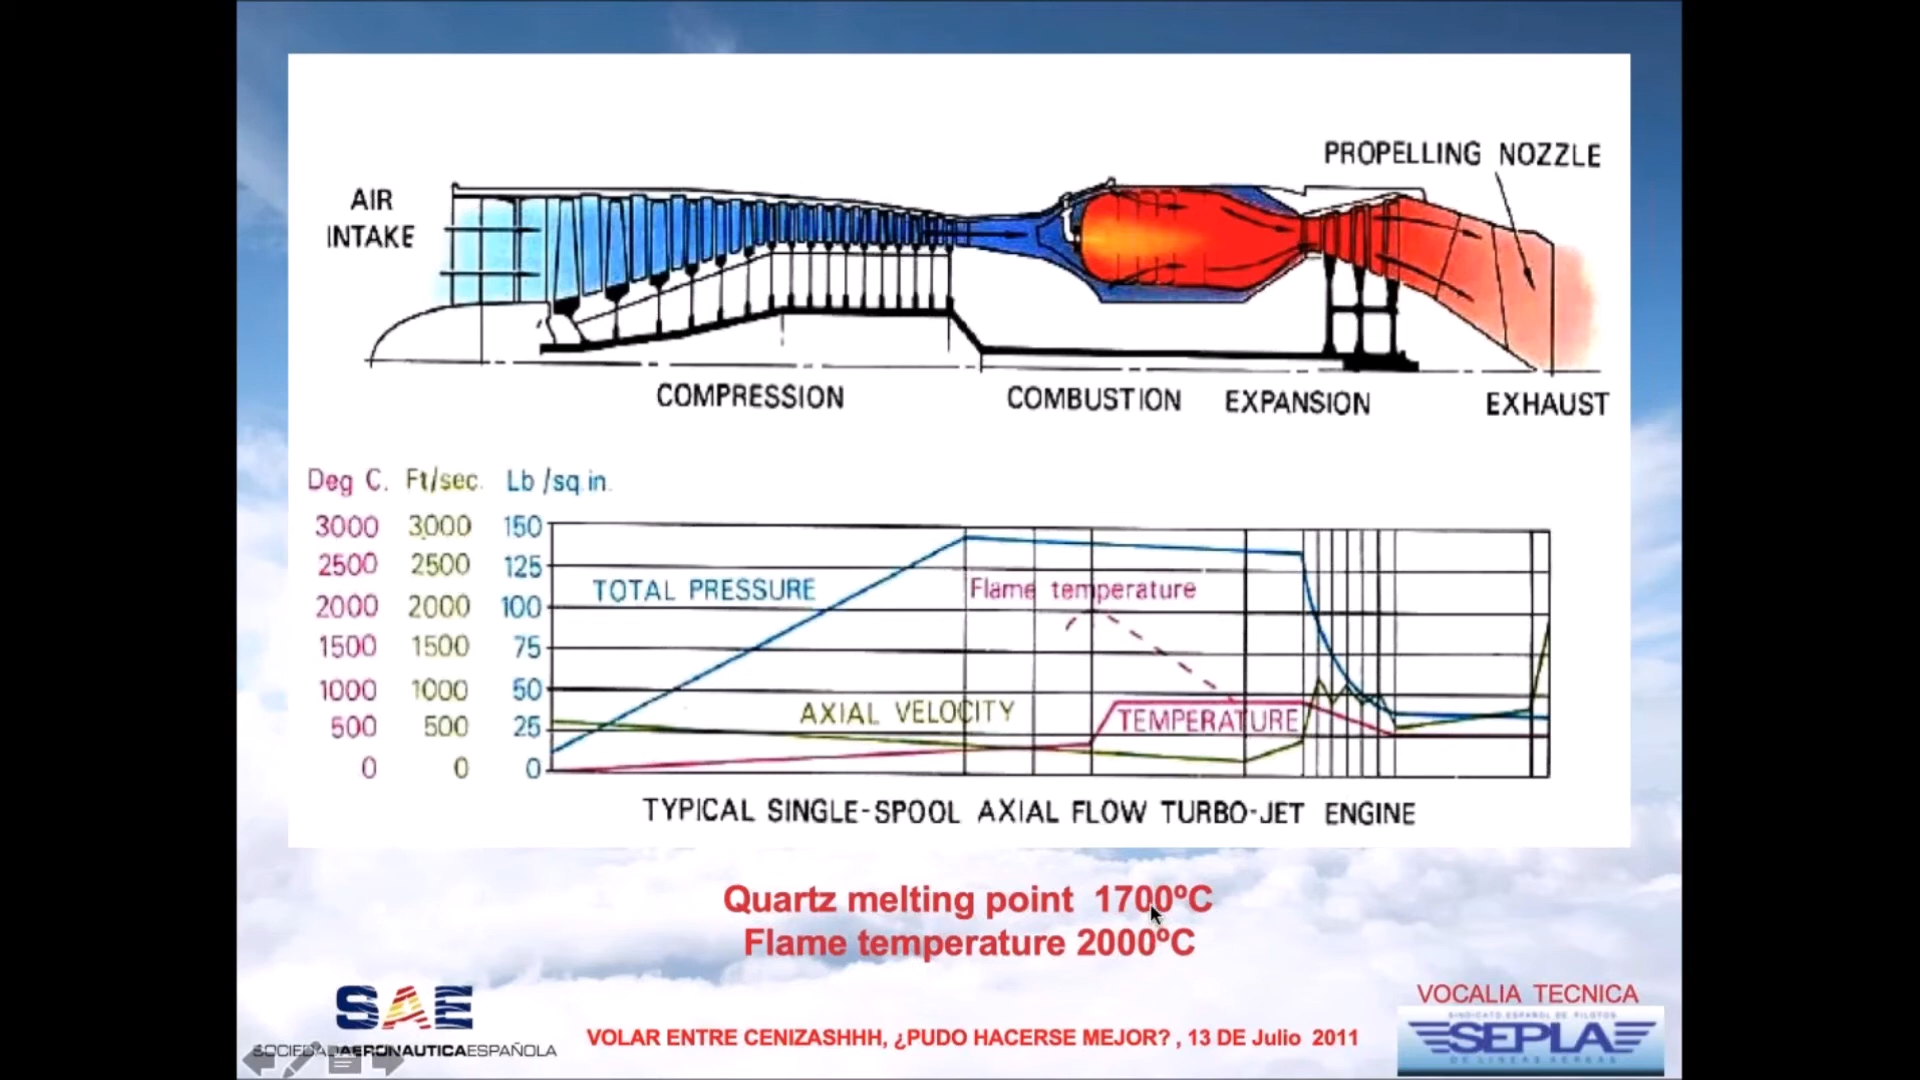 PROPELLING NOZZLE
AIR
INTAKE
COMPRESSION
COMBUSTION
EXPANSION
EXHAUST
Deg C. Ft/sec. Lb /sq.in.
3000 3000 150
2500 2500 125
2000 2000 100
1500 1500 75
1000 1000 50
500 500 25
0 0 0
TOTAL PRESSURE
Flame temperature
AXIAL VELOCITY
TEMPERATURE
TYPICAL SINGLE-SPOOL AXIAL FLOW TURBO-JET ENGINE
Quartz melting point 1700ºC
Flame temperature 2000ºC
SAE
SOCIEDADAERONAUTICAESPAÑOLA
VOLAR ENTRE CENIZASHHH, ¿PUDO HACERSE MEJOR? , 13 DE Julio 2011
VOCALIA TECNICA
SINDICATO ESPAÑOL DE PILOTOS
SEPLA
DE LINEAS AEREAS